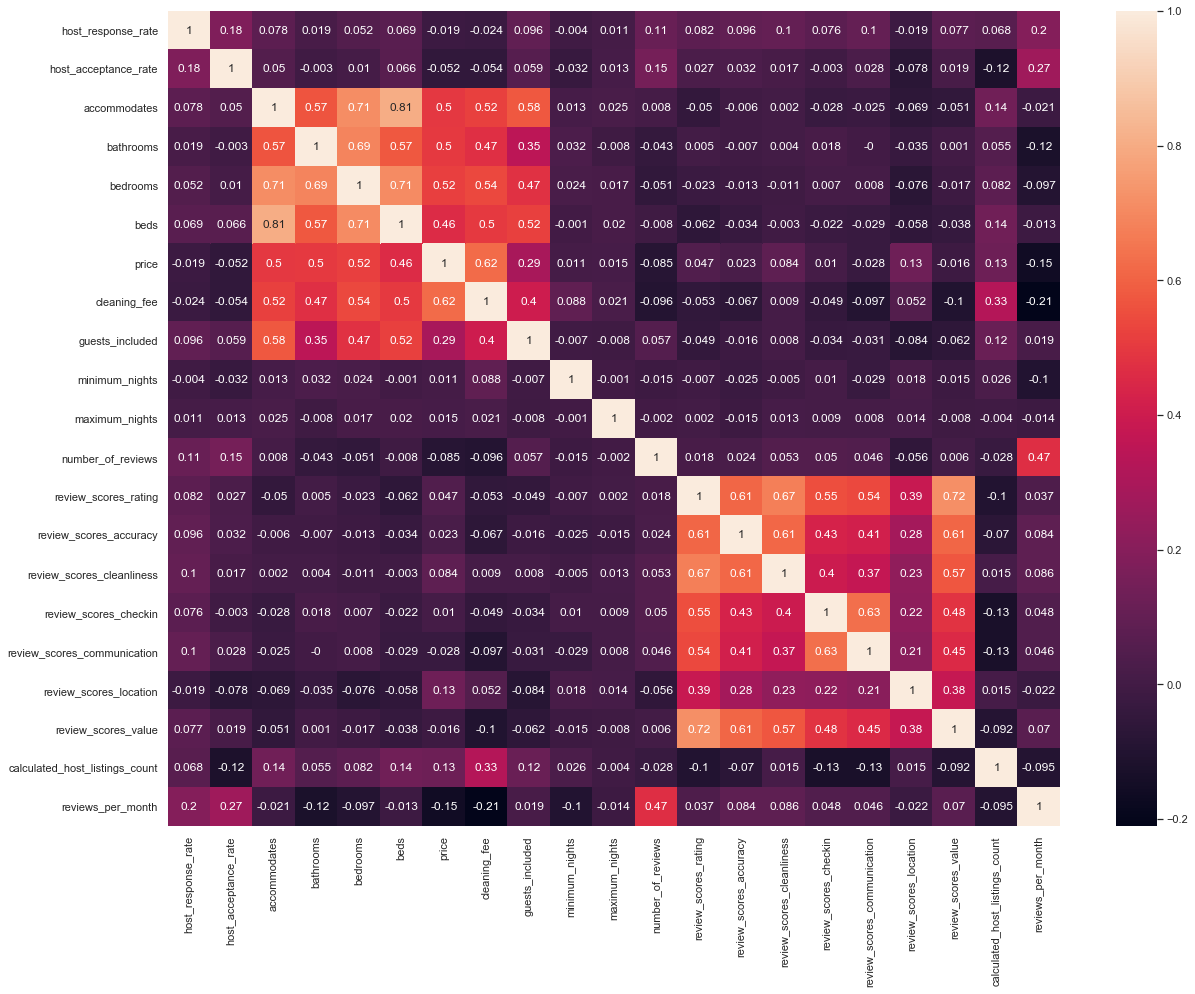 host_response_rate 1 0.18 0.078 0.019 0.052 0.069 -0.019 -0.024 0.096 -0.004 0.011 0.11 0.082 0.096 0.1 0.076 0.1 -0.019 0.077 0.068 0.2
host_acceptance_rate 0.18 1 0.05 -0.003 0.01 0.066 -0.052 -0.054 0.059 -0.032 0.013 0.15 0.027 0.032 0.017 -0.003 0.028 -0.078 0.019 -0.12 0.27
accommodates 0.078 0.05 1 0.57 0.71 0.81 0.5 0.52 0.58 0.013 0.025 0.008 -0.05 -0.006 0.002 -0.028 -0.025 -0.069 -0.051 0.14 -0.021
bathrooms 0.019 -0.003 0.57 1 0.69 0.57 0.5 0.47 0.35 0.032 -0.008 -0.043 0.005 -0.007 0.004 0.018 -0 -0.035 0.001 0.055 -0.12
bedrooms 0.052 0.01 0.71 0.69 1 0.71 0.52 0.54 0.47 0.024 0.017 -0.051 -0.023 -0.013 -0.011 0.007 0.008 -0.076 -0.017 0.082 -0.097
beds 0.069 0.066 0.81 0.57 0.71 1 0.46 0.5 0.52 -0.001 0.02 -0.008 -0.062 -0.034 -0.003 -0.022 -0.029 -0.058 -0.038 0.14 -0.013
price -0.019 -0.052 0.5 0.5 0.52 0.46 1 0.62 0.29 0.011 0.015 -0.085 0.047 0.023 0.084 0.01 -0.028 0.13 -0.016 0.13 -0.15
cleaning_fee -0.024 -0.054 0.52 0.47 0.54 0.5 0.62 1 0.4 0.088 0.021 -0.096 -0.053 -0.067 0.009 -0.049 -0.097 0.052 -0.1 0.33 -0.21
guests_included 0.096 0.059 0.58 0.35 0.47 0.52 0.29 0.4 1 -0.007 -0.008 0.057 -0.049 -0.016 0.008 -0.034 -0.031 -0.084 -0.062 0.12 0.019
minimum_nights -0.004 -0.032 0.013 0.032 0.024 -0.001 0.011 0.088 -0.007 1 -0.001 -0.015 -0.007 -0.025 -0.005 0.01 -0.029 0.018 -0.015 0.026 -0.1
maximum_nights 0.011 0.013 0.025 -0.008 0.017 0.02 0.015 0.021 -0.008 -0.001 1 -0.002 0.002 -0.015 0.013 0.009 0.008 0.014 -0.008 -0.004 -0.014
number_of_reviews 0.11 0.15 0.008 -0.043 -0.051 -0.008 -0.085 -0.096 0.057 -0.015 -0.002 1 0.018 0.024 0.053 0.05 0.046 -0.056 0.006 -0.028 0.47
review_scores_rating 0.082 0.027 -0.05 0.005 -0.023 -0.062 0.047 -0.053 -0.049 -0.007 0.002 0.018 1 0.61 0.67 0.55 0.54 0.39 0.72 -0.1 0.037
review_scores_accuracy 0.096 0.032 -0.006 -0.007 -0.013 -0.034 0.023 -0.067 -0.016 -0.025 -0.015 0.024 0.61 1 0.61 0.43 0.41 0.28 0.61 -0.07 0.084
review_scores_cleanliness 0.1 0.017 0.002 0.004 -0.011 -0.003 0.084 0.009 0.008 -0.005 0.013 0.053 0.67 0.61 1 0.4 0.37 0.23 0.57 0.015 0.086
review_scores_checkin 0.076 -0.003 -0.028 0.018 0.007 -0.022 0.01 -0.049 -0.034 0.01 0.009 0.05 0.55 0.43 0.4 1 0.63 0.22 0.48 -0.13 0.048
review_scores_communication 0.1 0.028 -0.025 -0 0.008 -0.029 -0.028 -0.097 -0.031 -0.029 0.008 0.046 0.54 0.41 0.37 0.63 1 0.21 0.45 -0.13 0.046
review_scores_location -0.019 -0.078 -0.069 -0.035 -0.076 -0.058 0.13 0.052 -0.084 0.018 0.014 -0.056 0.39 0.28 0.23 0.22 0.21 1 0.38 0.015 -0.022
review_scores_value 0.077 0.019 -0.051 0.001 -0.017 -0.038 -0.016 -0.1 -0.062 -0.015 -0.008 0.006 0.72 0.61 0.57 0.48 0.45 0.38 1 -0.092 0.07
calculated_host_listings_count 0.068 -0.12 0.14 0.055 0.082 0.14 0.13 0.33 0.12 0.026 -0.004 -0.028 -0.1 -0.07 0.015 -0.13 -0.13 0.015 -0.092 1 -0.095
reviews_per_month 0.2 0.27 -0.021 -0.12 -0.097 -0.013 -0.15 -0.21 0.019 -0.1 -0.014 0.47 0.037 0.084 0.086 0.048 0.046 -0.022 0.07 -0.095 1
host_response_rate
host_acceptance_rate
accommodates
bathrooms
bedrooms
beds
price
cleaning_fee
guests_included
minimum_nights
maximum_nights
number_of_reviews
review_scores_rating
review_scores_accuracy
review_scores_cleanliness
review_scores_checkin
review_scores_communication
review_scores_location
review_scores_value
calculated_host_listings_count
reviews_per_month
1.0
0.8
0.6
0.4
0.2
0.0
-0.2